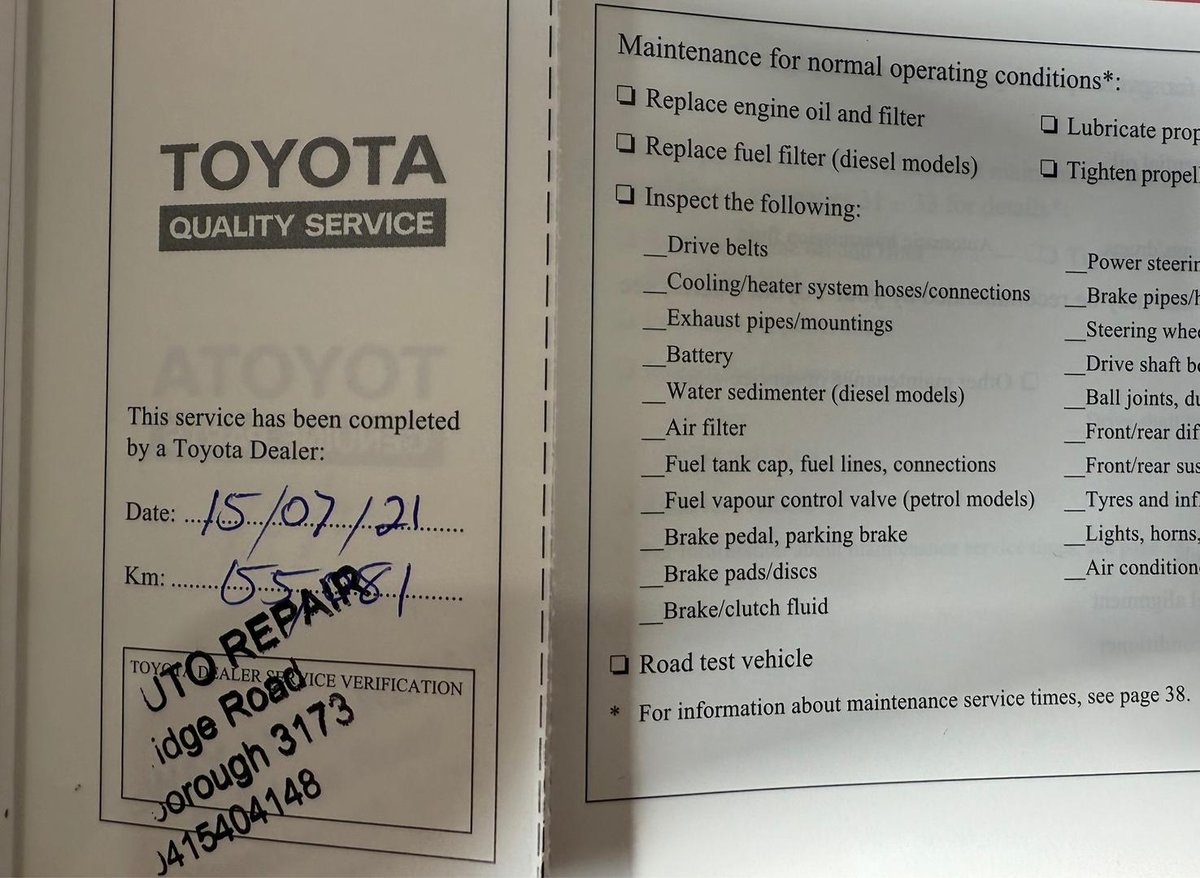 TOYOTA
QUALITY SERVICE
This service has been completed
by a Toyota Dealer:
Date: 15/07/21
Km: 155,
UTO REPAIR
TOYOTA DEALER SERVICE VERIFICATION
idge Road
orough 3173
0415404148
Maintenance for normal operating conditions*:
❏ Replace engine oil and filter
❏ Replace fuel filter (diesel models)
❏ Inspect the following:
__Drive belts
__Cooling/heater system hoses/connections
__Exhaust pipes/mountings
__Battery
__Water sedimenter (diesel models)
__Air filter
__Fuel tank cap, fuel lines, connections
__Fuel vapour control valve (petrol models)
__Brake pedal, parking brake
__Brake pads/discs
__Brake/clutch fluid
❏ Road test vehicle
* For information about maintenance service times, see page 38.
❏ Lubricate prop
❏ Tighten propel
__Power steerin
__Brake pipes/h
__Steering whee
__Drive shaft bo
__Ball joints, du
__Front/rear dif
__Front/rear sus
__Tyres and inf
__Lights, horns,
__Air condition